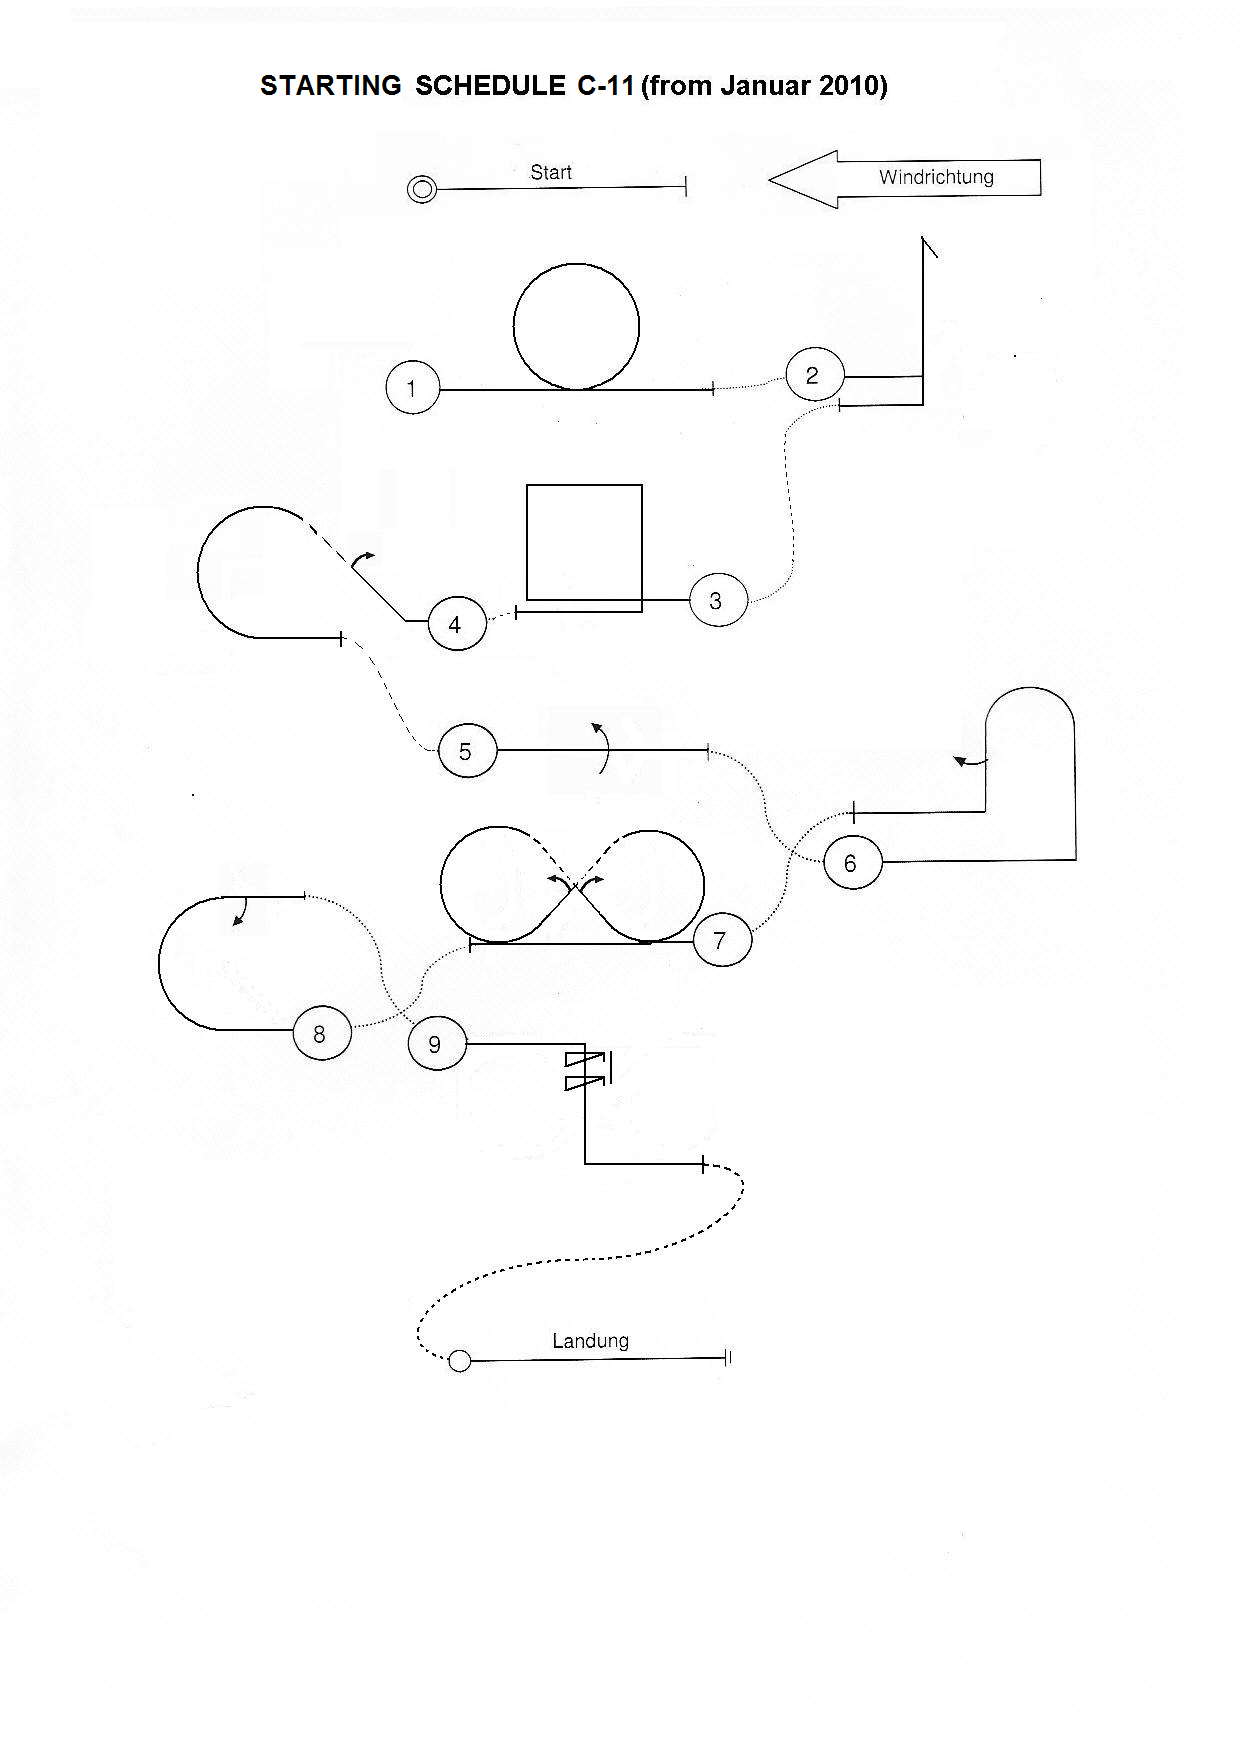 STARTING SCHEDULE C-11 (from Januar 2010)
Start
Windrichtung
1
2
3
4
5
6
7
8
9
Landung